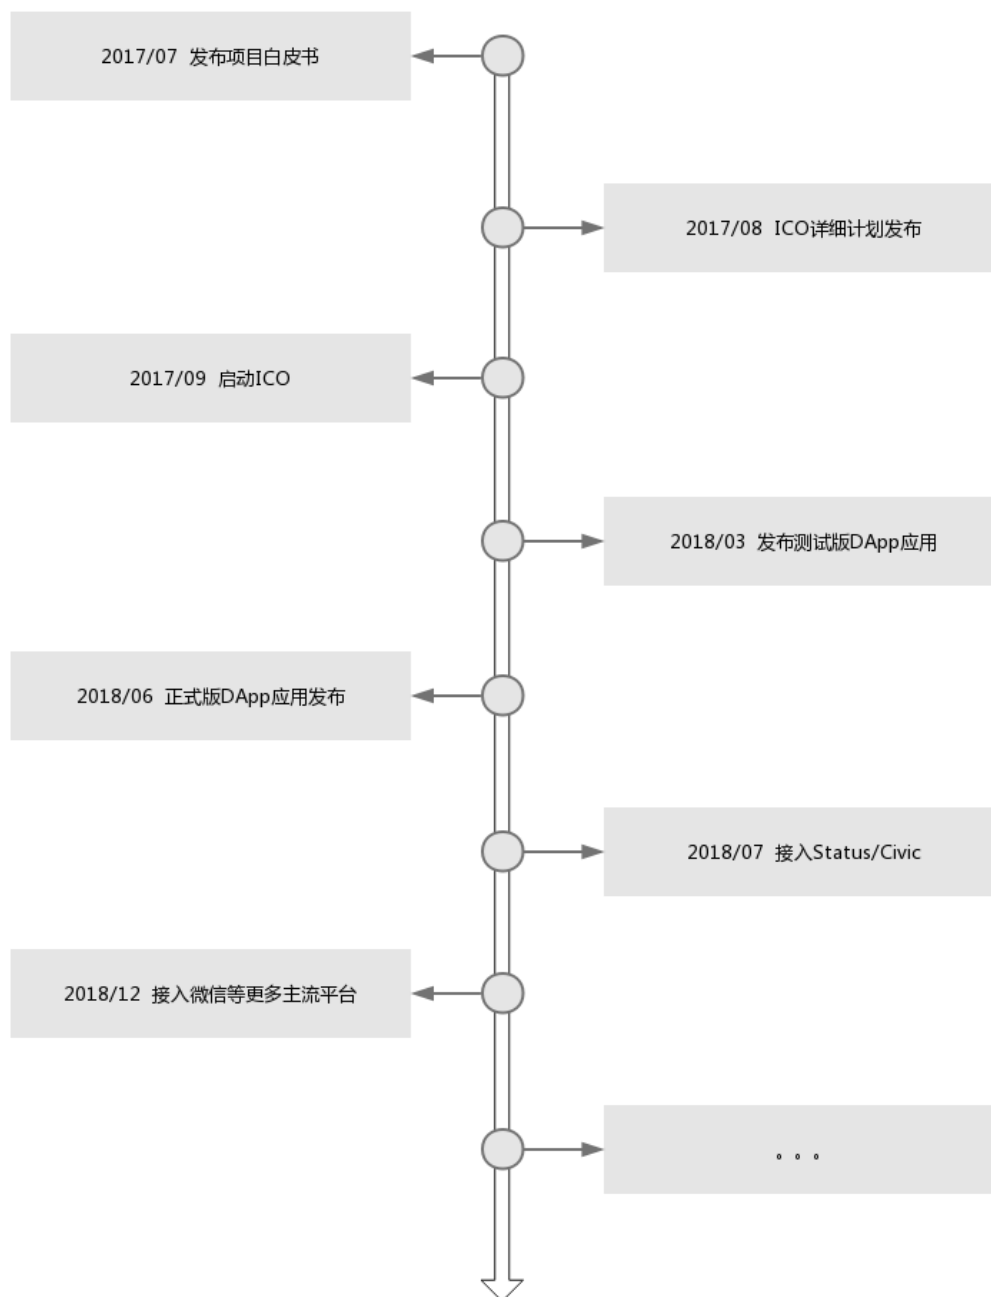 2017/07 发布项目白皮书
2017/08 ICO详细计划发布
2017/09 启动ICO
2018/03 发布测试版DApp应用
2018/06 正式版DApp应用发布
2018/07 接入Status/Civic
2018/12 接入微信等更多主流平台
。。。